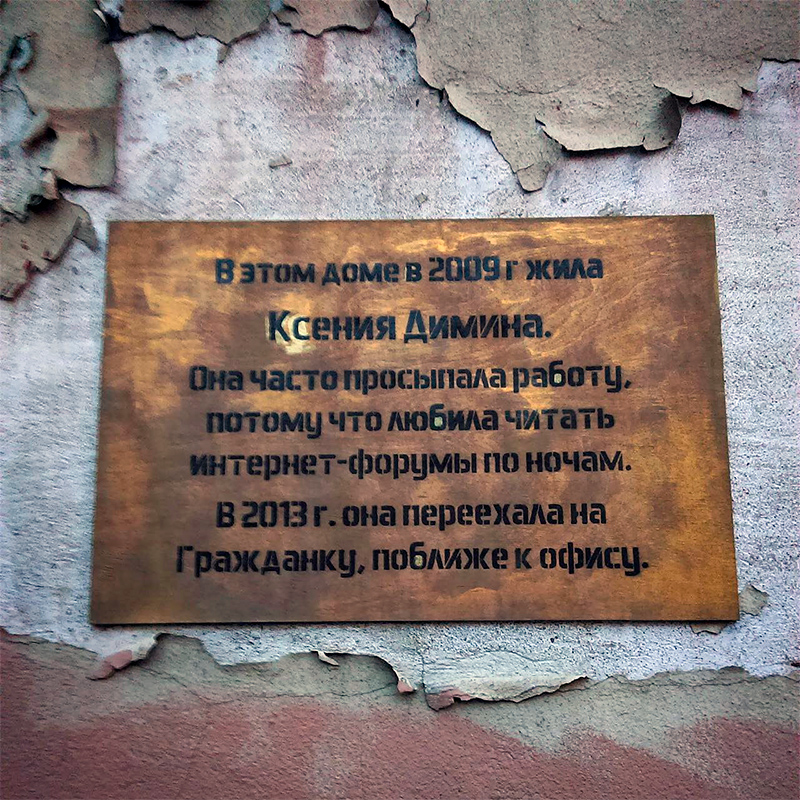 В этом доме в 2009 г жила
Ксения Димина.
Она часто просыпала работу,
потому что любила читать
интернет-форумы по ночам.
В 2013 г. она переехала на
Гражданку, поближе к офису.